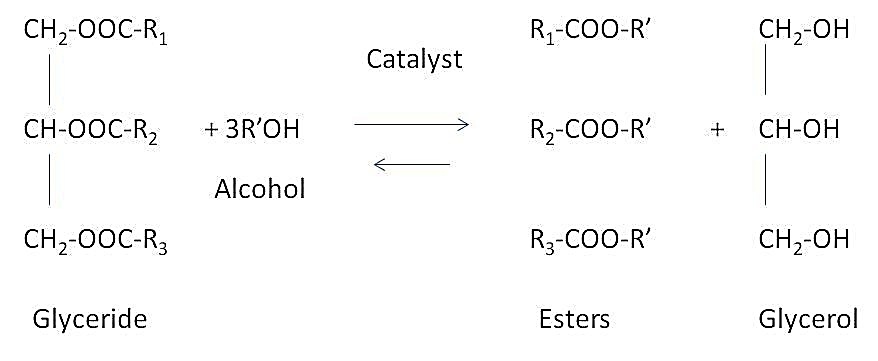 CH₂-OOC-R₁ R₁-COO-R’ CH₂-OH
Catalyst
CH-OOC-R₂ + 3R’OH R₂-COO-R’ + CH-OH
Alcohol
CH₂-OOC-R₃ R₃-COO-R’ CH₂-OH
Glyceride Esters Glycerol